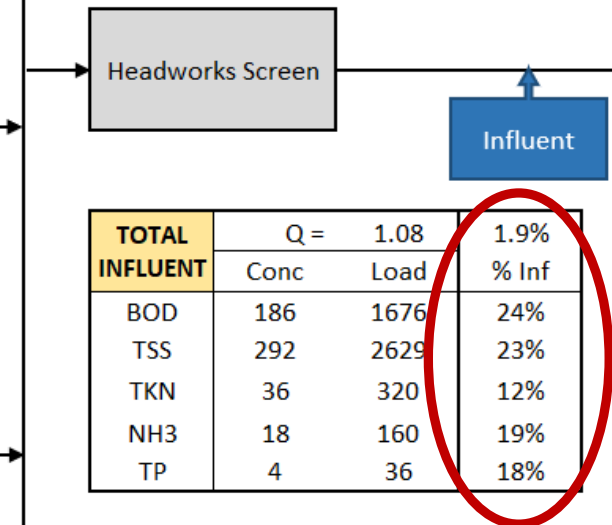 Headworks Screen
Influent
TOTAL INFLUENT Q = 1.08 1.9%
Conc Load % Inf
BOD 186 1676 24%
TSS 292 2629 23%
TKN 36 320 12%
NH3 18 160 19%
TP 4 36 18%